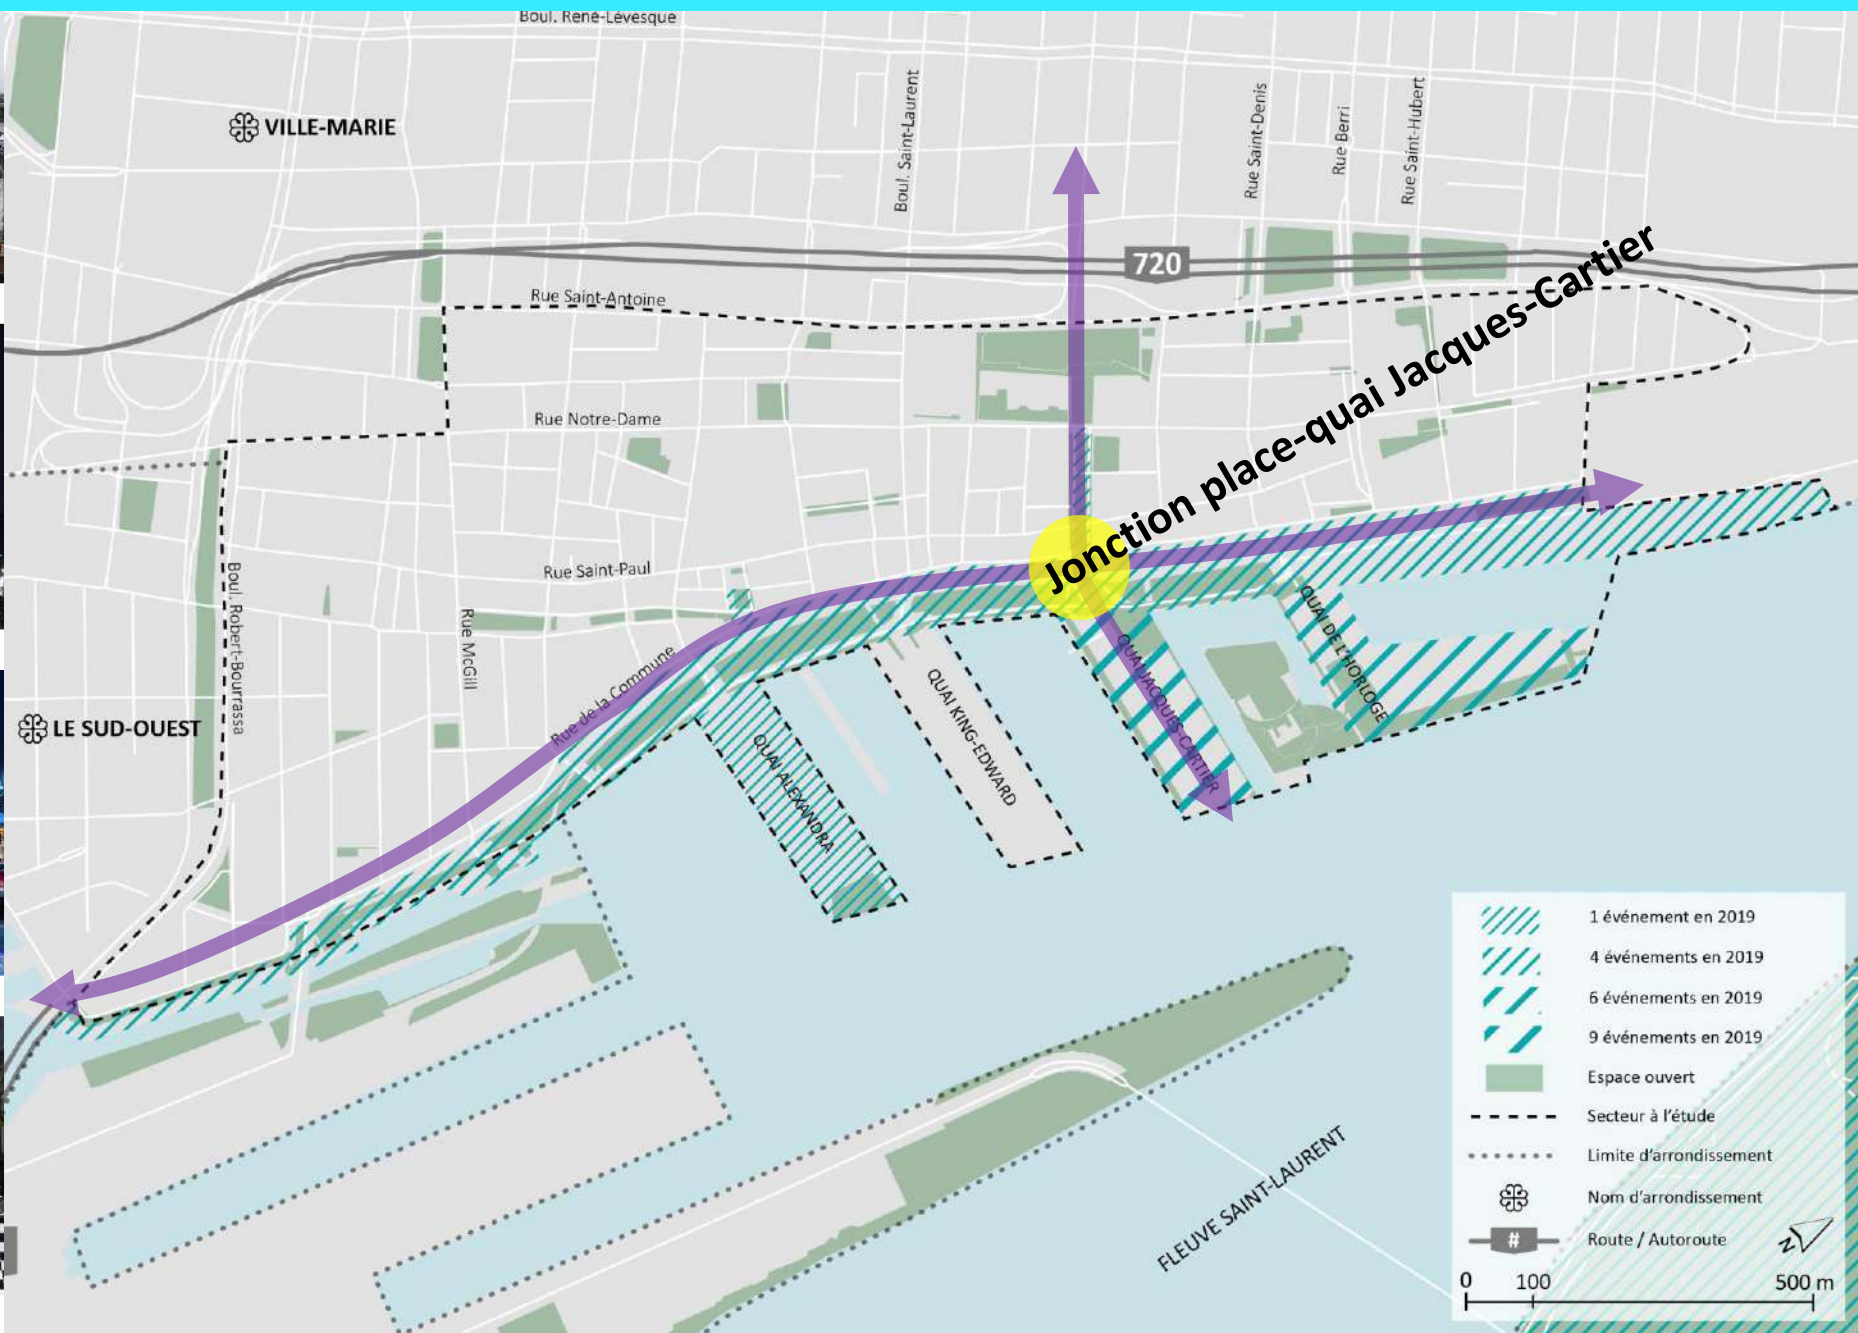 Boul. René-Lévesque
VILLE-MARIE
Boul. Saint-Laurent
Rue Saint-Denis
Rue Berri
Rue Saint-Hubert
720
Rue Saint-Antoine
Jonction place-quai Jacques-Cartier
Rue Notre-Dame
Rue Saint-Paul
Boul. Robert-Bourrassa
Rue McGill
Rue de la Commune
LE SUD-OUEST
QUAI ALEXANDRA
QUAI KING-EDWARD
QUAI JACQUES-CARTIER
QUAI DE L'HORLOGE
FLEUVE SAINT-LAURENT
1 événement en 2019
4 événements en 2019
6 événements en 2019
9 événements en 2019
Espace ouvert
Secteur à l'étude
Limite d'arrondissement
Nom d'arrondissement
# Route / Autoroute
N
0 100 500 m